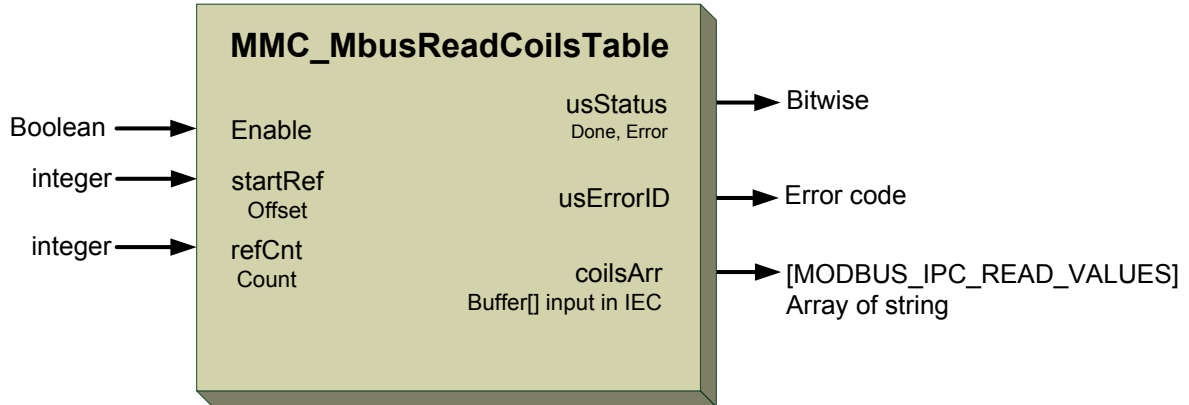 MMC_MbusReadCoilsTable
Boolean
Enable
integer
startRef
Offset
integer
refCnt
Count
usStatus
Done, Error
Bitwise
usErrorID
Error code
coilsArr
Buffer[] input in IEC
[MODBUS_IPC_READ_VALUES]
Array of string